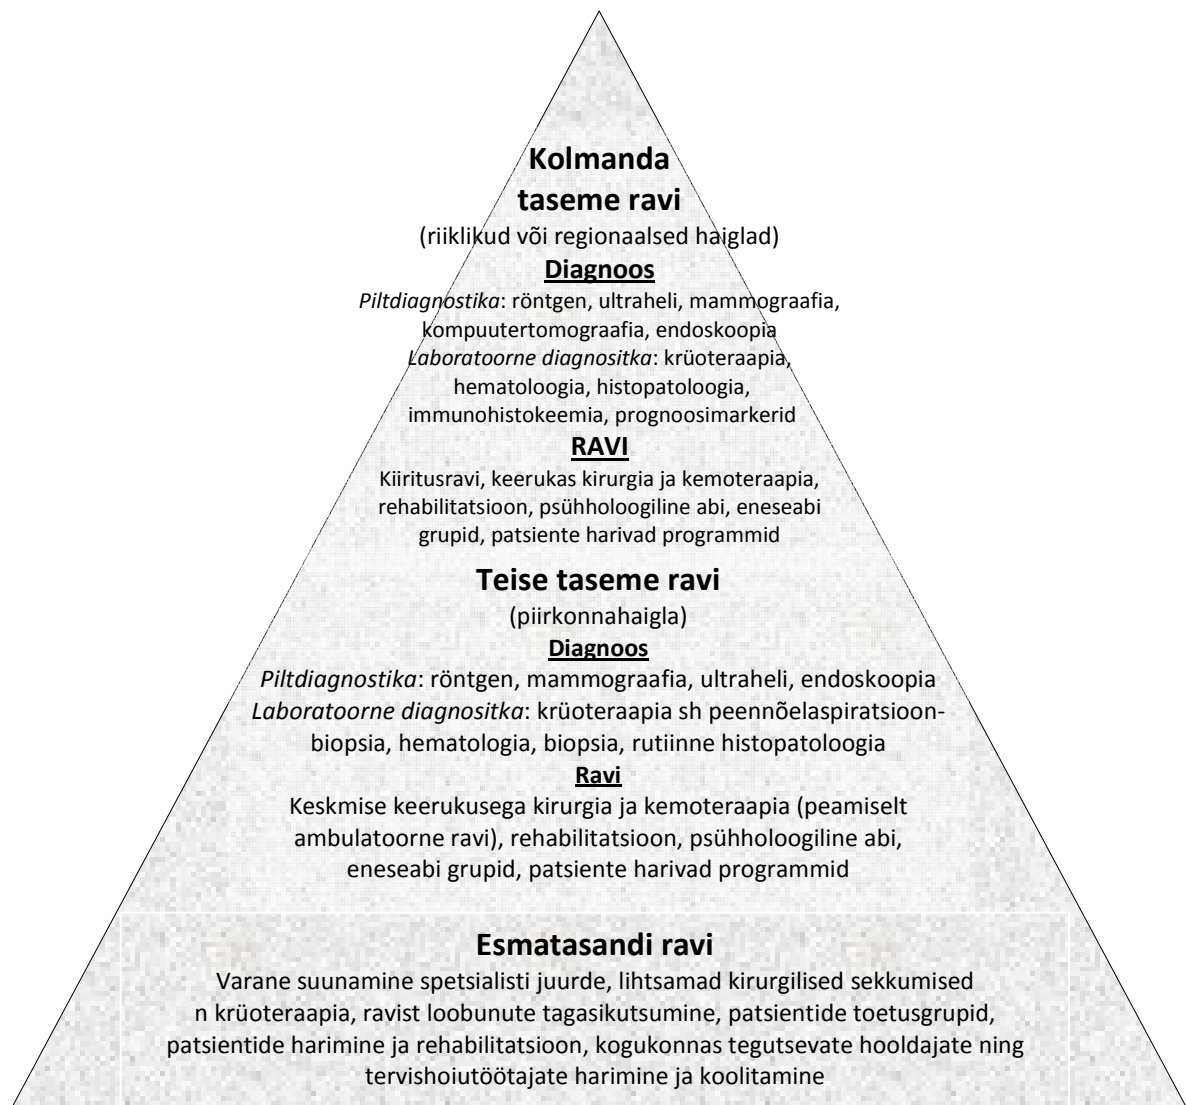 Kolmanda
taseme ravi
(riiklikud või regionaalsed haiglad)
Diagnoos
Piltdiagnostika: röntgen, ultraheli, mammograafia,
kompuutertomograafia, endoskoopia
Laboratoorne diagnositka: krüoteraapia,
hematoloogia, histopatoloogia,
immunohistokeemia, prognoosimarkerid
RAVI
Kiiritusravi, keerukas kirurgia ja kemoteraapia,
rehabilitatsioon, psühholoogiline abi, eneseabi
grupid, patsiente harivad programmid
Teise taseme ravi
(piirkonnahaigla)
Diagnoos
Piltdiagnostika: röntgen, mammograafia, ultraheli, endoskoopia
Laboratoorne diagnositka: krüoteraapia sh peennõelaspiratsioon-
biopsia, hematologia, biopsia, rutiinne histopatoloogia
Ravi
Keskmise keerukusega kirurgia ja kemoteraapia (peamiselt
ambulatoorne ravi), rehabilitatsioon, psühholoogiline abi,
eneseabi grupid, patsiente harivad programmid
Esmatasandi ravi
Varane suunamine spetsialisti juurde, lihtsamad kirurgilised sekkumised
n krüoteraapia, ravist loobunute tagasikutsumine, patsientide toetusgrupid,
patsientide harimine ja rehabilitatsioon, kogukonnas tegutsevate hooldajate ning
tervishoiutöötajate harimine ja koolitamine